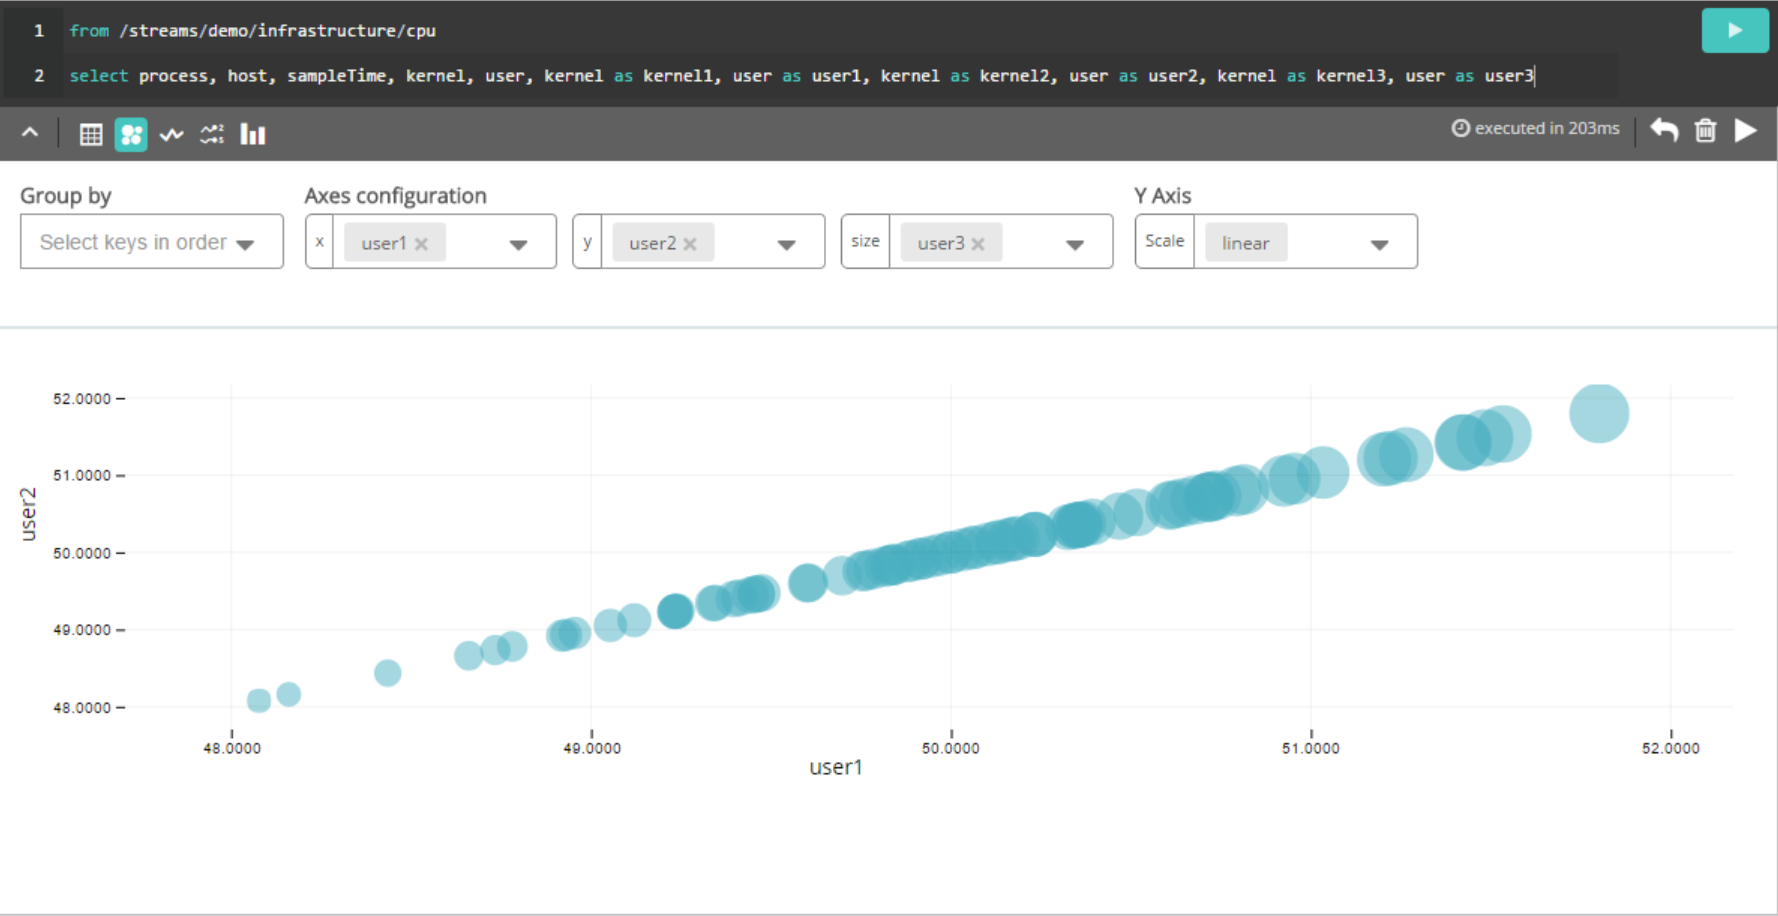 1 from /streams/demo/infrastructure/cpu
2 select process, host, sampleTime, kernel, user, kernel as kernel1, user as user1, kernel as kernel2, user as user2, kernel as kernel3, user as user3
executed in 203ms
Group by Axes configuration Y Axis
Select keys in order x user1 y user2 size user3 Scale linear
52.0000
51.0000
50.0000
49.0000
48.0000
user2
48.0000 49.0000 50.0000 51.0000 52.0000
user1